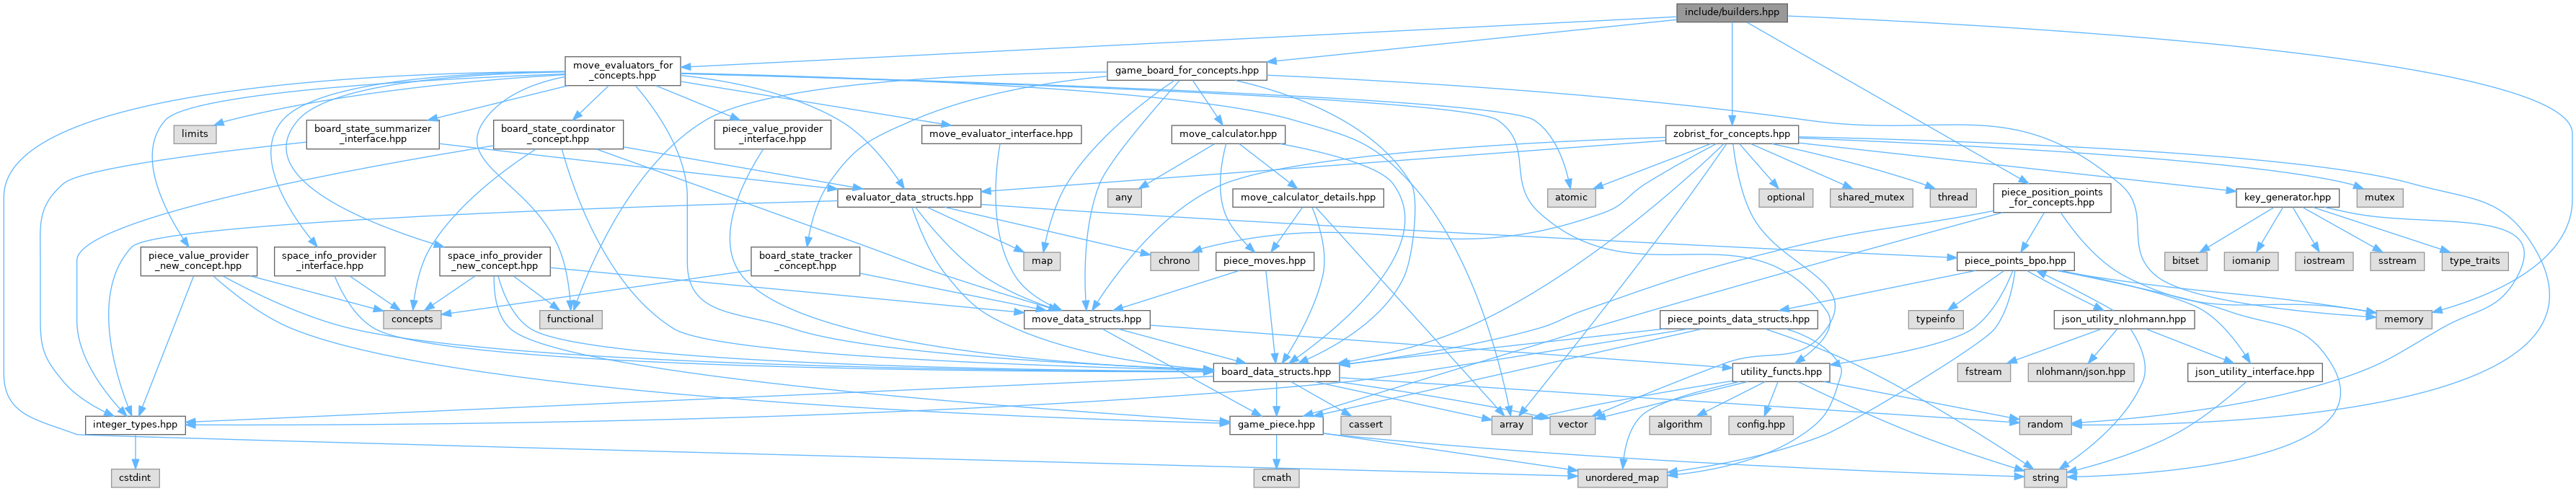 include/builders.hpp
move_evaluators_for
_concepts.hpp
game_board_for_concepts.hpp
limits
board_state_summarizer
_interface.hpp
board_state_coordinator
_concept.hpp
piece_value_provider
_interface.hpp
move_evaluator_interface.hpp
move_calculator.hpp
zobrist_for_concepts.hpp
evaluator_data_structs.hpp
any
move_calculator_details.hpp
atomic
optional
shared_mutex
thread
piece_position_points
_for_concepts.hpp
key_generator.hpp
mutex
piece_value_provider
_new_concept.hpp
space_info_provider
_interface.hpp
space_info_provider
_new_concept.hpp
board_state_tracker
_concept.hpp
map
chrono
piece_moves.hpp
piece_points_bpo.hpp
bitset
iomanip
iostream
sstream
type_traits
concepts
functional
move_data_structs.hpp
piece_points_data_structs.hpp
typeinfo
json_utility_nlohmann.hpp
memory
board_data_structs.hpp
utility_functs.hpp
fstream
nlohmann/json.hpp
json_utility_interface.hpp
integer_types.hpp
game_piece.hpp
cassert
array
vector
algorithm
config.hpp
random
cstdint
cmath
unordered_map
string